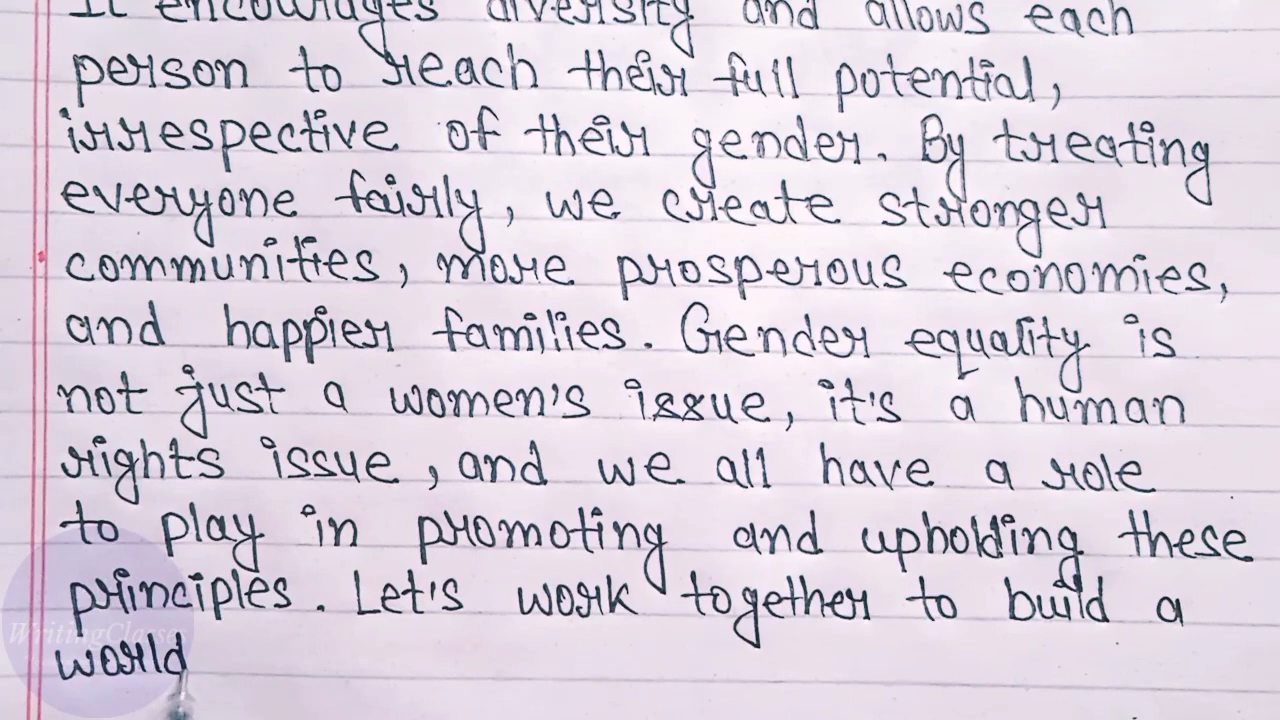 It encourages diversity and allows each
person to reach their full potential,
irrespective of their gender. By treating
everyone fairly, we create stronger
communities, more prosperous economies,
and happier families. Gender equality is
not just a women's issue, it's a human
rights issue, and we all have a role
to play in promoting and upholding these
principles. Let's work together to build a
WritingClasses
world